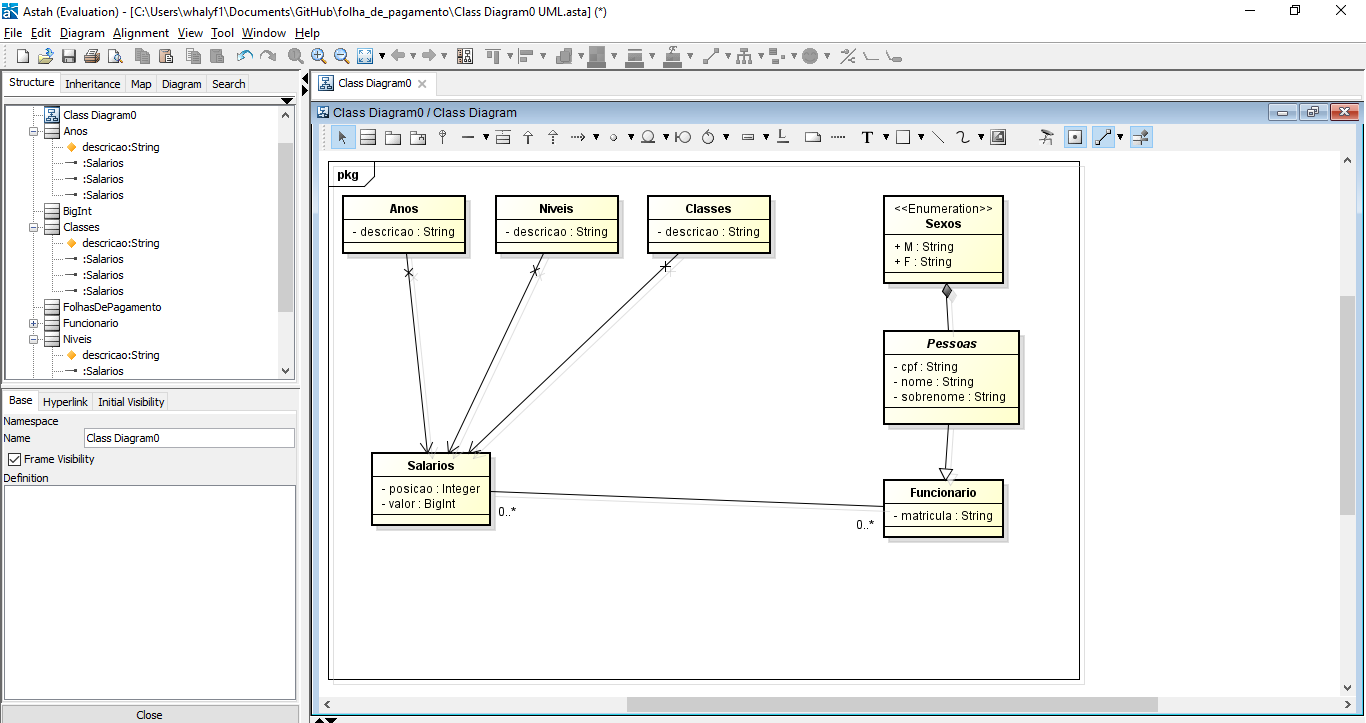 Astah (Evaluation) - [C:\Users\whalyf1\Documents\GitHub\folha_de_pagamento\Class Diagram0 UML.asta] (*)
File Edit Diagram Alignment View Tool Window Help
Structure Inheritance Map Diagram Search
Class Diagram0
Anos
descricao:String
:Salarios
:Salarios
:Salarios
BigInt
Classes
descricao:String
:Salarios
:Salarios
:Salarios
FolhasDePagamento
Funcionario
Niveis
descricao:String
:Salarios
Base Hyperlink Initial Visibility
Namespace
Name Class Diagram0
Frame Visibility
Definition
Close
Class Diagram0
Class Diagram0 / Class Diagram
T
pkg
Anos
- descricao : String
Niveis
- descricao : String
Classes
- descricao : String
<<Enumeration>>
Sexos
+ M : String
+ F : String
Pessoas
- cpf : String
- nome : String
- sobrenome : String
Salarios
- posicao : Integer
- valor : BigInt
0..*
0..*
Funcionario
- matricula : String